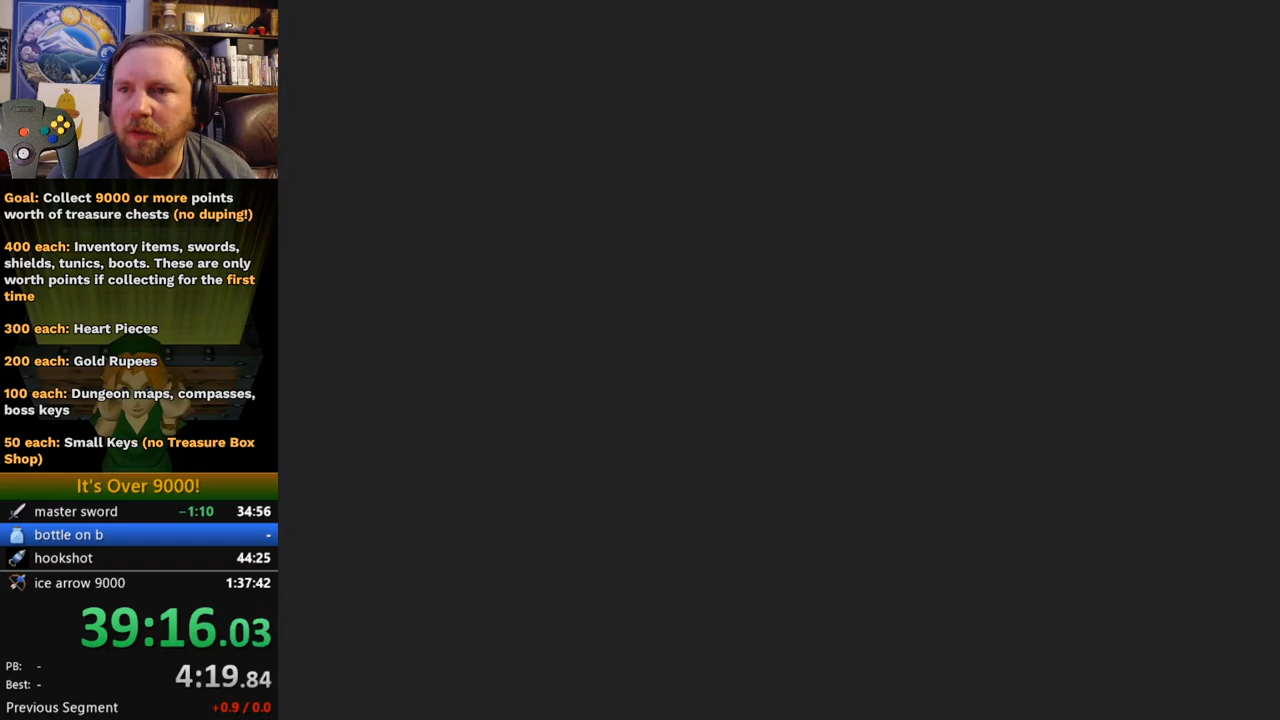 Goal: Collect 9000 or more points
worth of treasure chests (no duping!)
400 each: Inventory items, swords,
shields, tunics, boots. These are only
worth points if collecting for the first
time
300 each: Heart Pieces
200 each: Gold Rupees
100 each: Dungeon maps, compasses,
boss keys
50 each: Small Keys (no Treasure Box
Shop)
It's Over 9000!
master sword −1:10 34:56
bottle on b -
hookshot 44:25
ice arrow 9000 1:37:42
39:16.03
PB: -
4:19.84
Best: -
Previous Segment +0.9 / 0.0